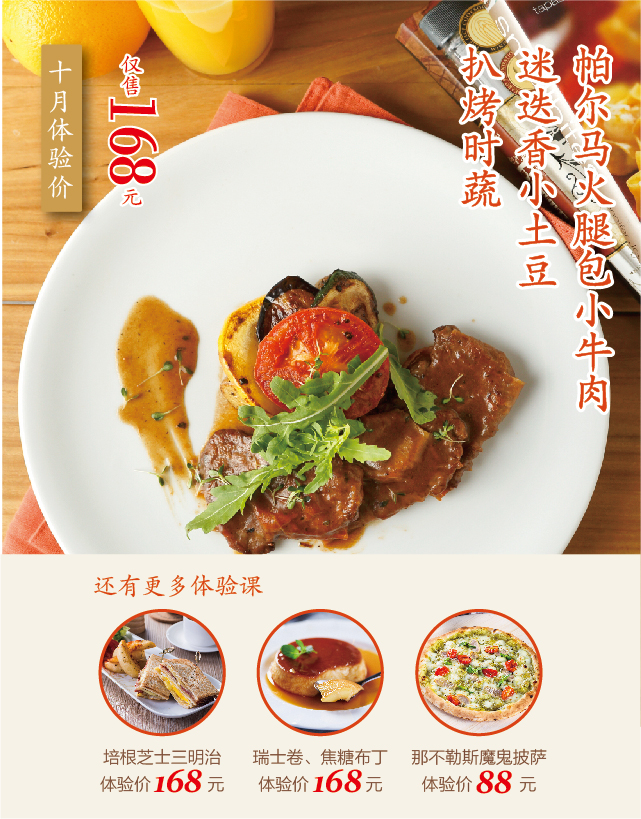 十月体验价
仅售168元
帕尔马火腿包小牛肉
迷迭香小土豆
扒烤时蔬
还有更多体验课
培根芝士三明治
体验价168元
瑞士卷、焦糖布丁
体验价168元
那不勒斯魔鬼披萨
体验价88元